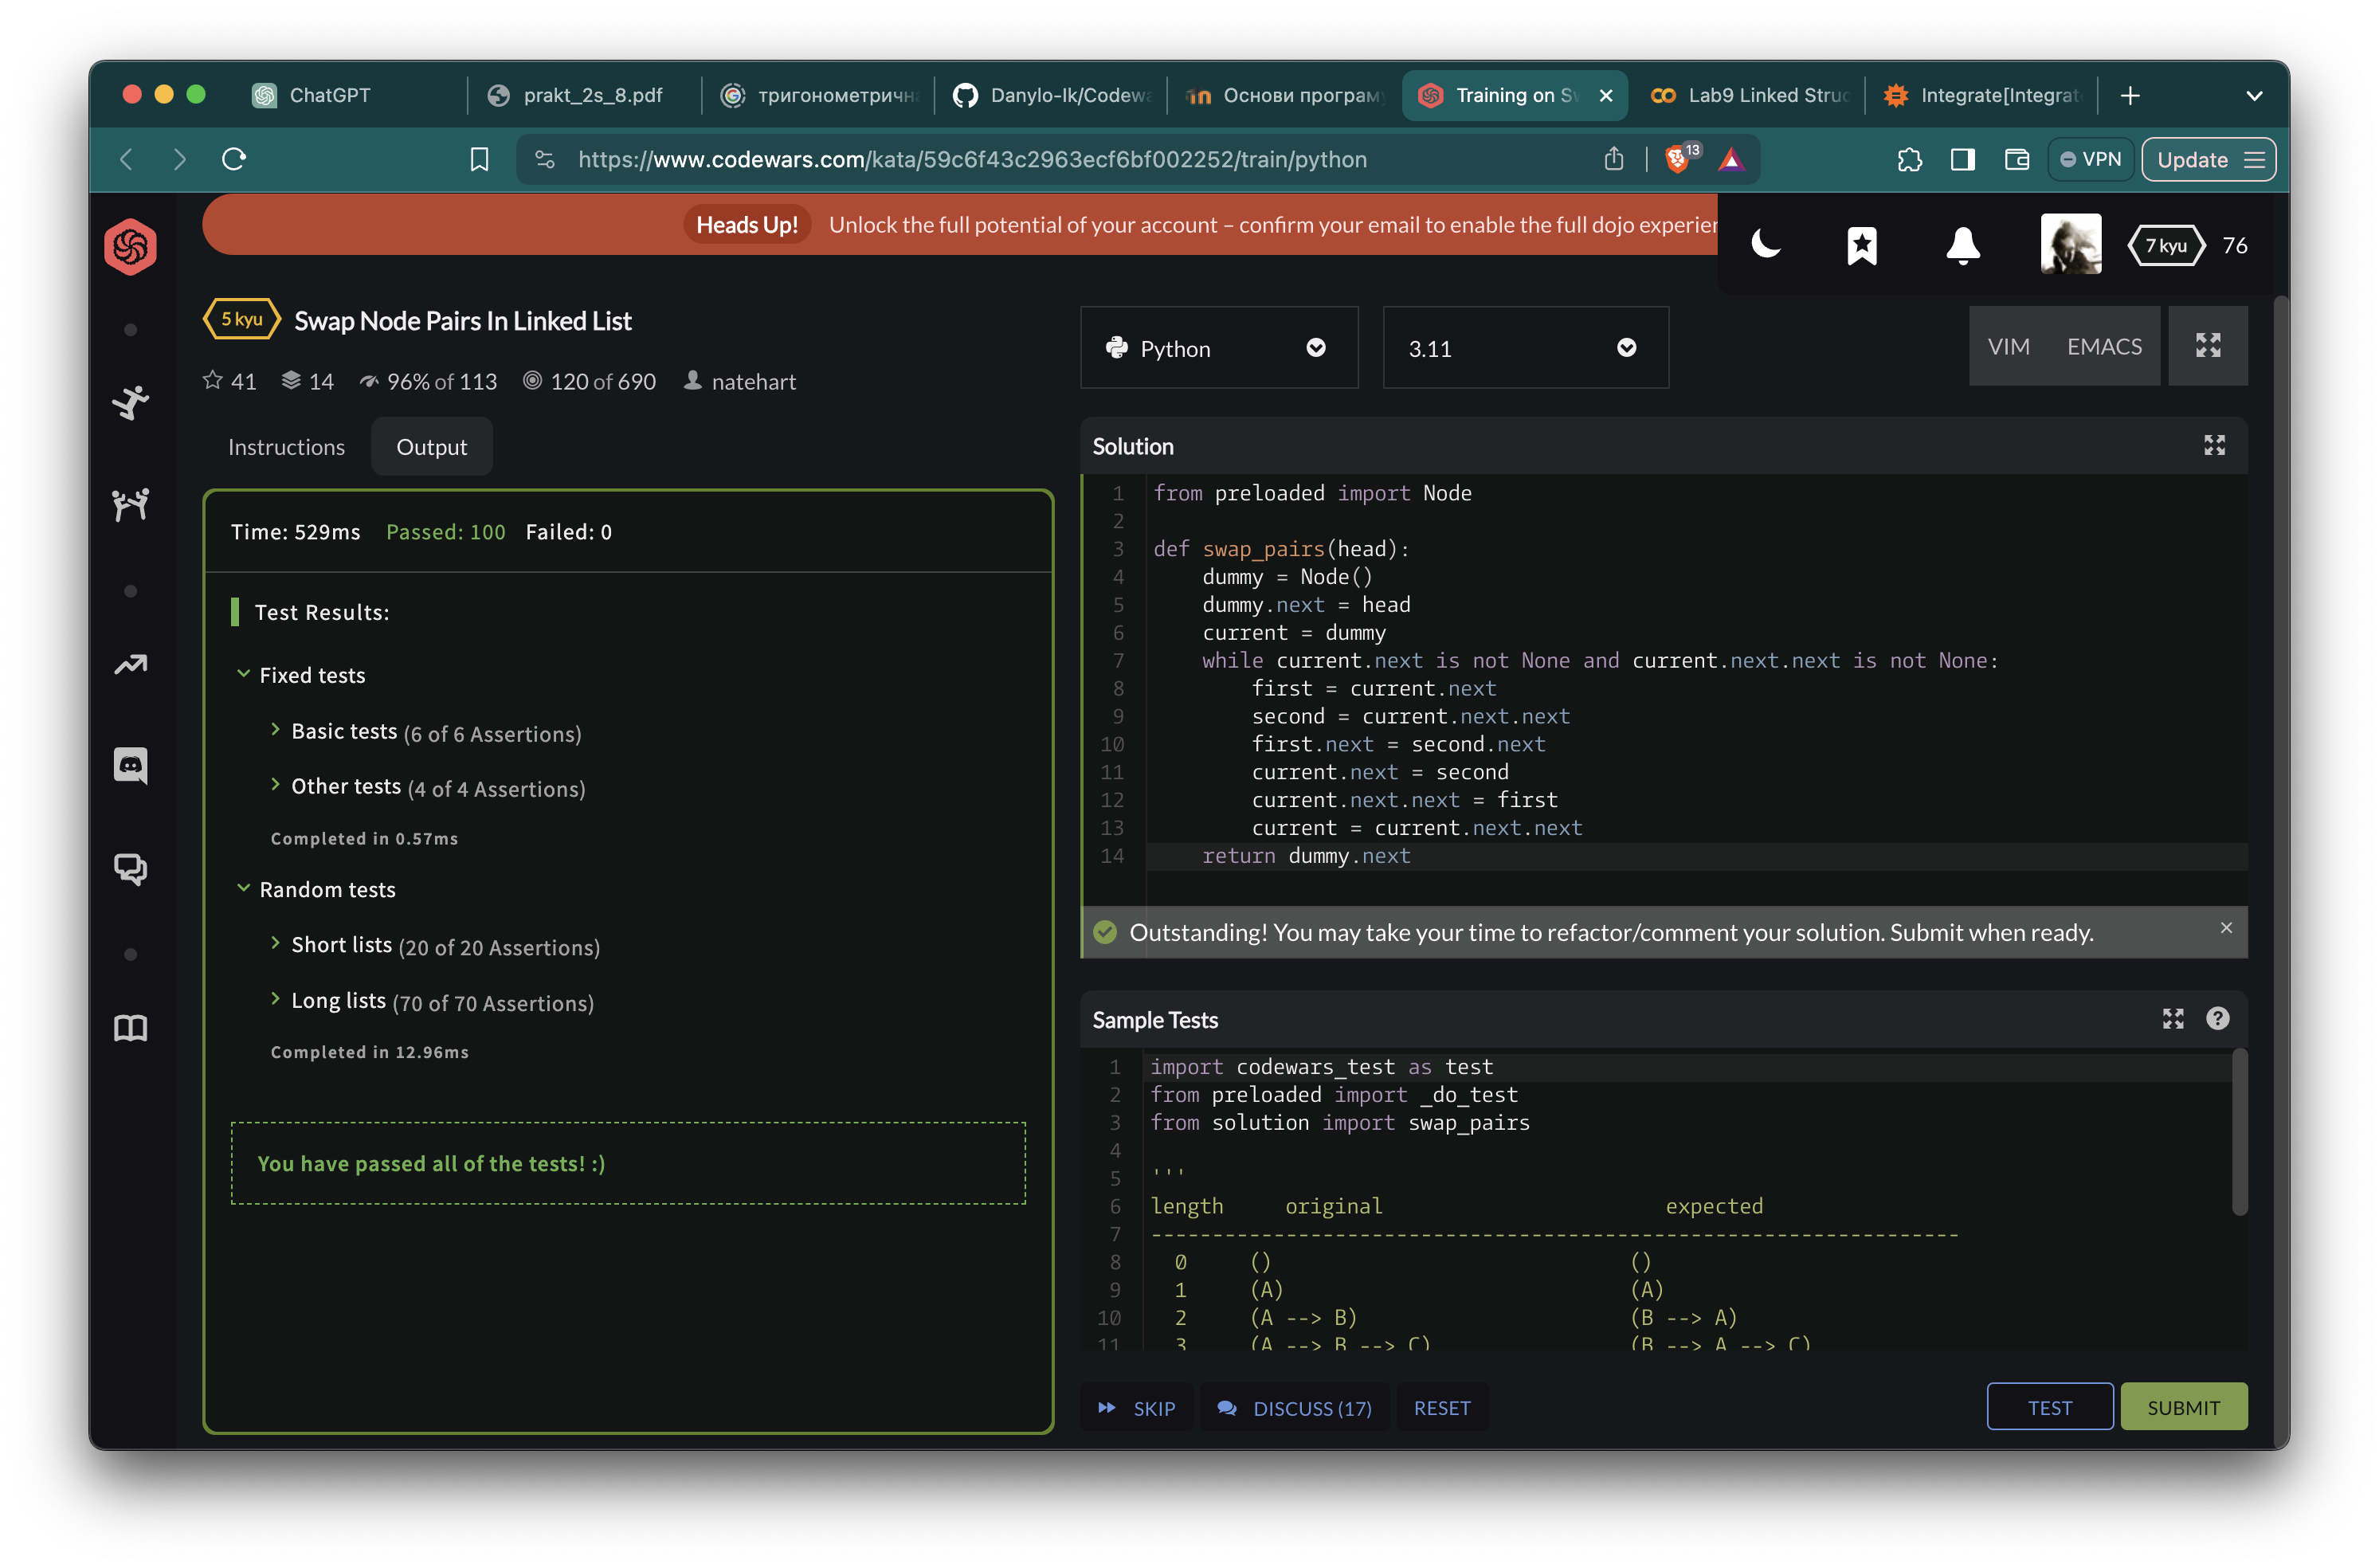 ChatGPT
prakt_2s_8.pdf
тригонометричн
Danylo-Ik/Codewa
Основи програм
Training on Sw
Lab9 Linked Struc
Integrate[Integrat
https://www.codewars.com/kata/59c6f43c2963ecf6bf002252/train/python
13
VPN
Update
Heads Up! Unlock the full potential of your account – confirm your email to enable the full dojo experien
7 kyu 76
5 kyu Swap Node Pairs In Linked List
41 14 96% of 113 120 of 690 natehart
Instructions Output
Time: 529ms Passed: 100 Failed: 0
Test Results:
Fixed tests
Basic tests (6 of 6 Assertions)
Other tests (4 of 4 Assertions)
Completed in 0.57ms
Random tests
Short lists (20 of 20 Assertions)
Long lists (70 of 70 Assertions)
Completed in 12.96ms
You have passed all of the tests! :)
Python 3.11 VIM EMACS
Solution
1 from preloaded import Node
2
3 def swap_pairs(head):
4     dummy = Node()
5     dummy.next = head
6     current = dummy
7     while current.next is not None and current.next.next is not None:
8         first = current.next
9         second = current.next.next
10         first.next = second.next
11         current.next = second
12         current.next.next = first
13         current = current.next.next
14     return dummy.next
Outstanding! You may take your time to refactor/comment your solution. Submit when ready.
Sample Tests
1 import codewars_test as test
2 from preloaded import _do_test
3 from solution import swap_pairs
4
5 '''
6 length     original                       expected
7 ------------------------------------------------------------------
8   0     ()                              ()
9   1     (A)                             (A)
10   2     (A --> B)                       (B --> A)
11   3     (A --> B --> C)                 (B --> A --> C)
SKIP DISCUSS (17) RESET TEST SUBMIT